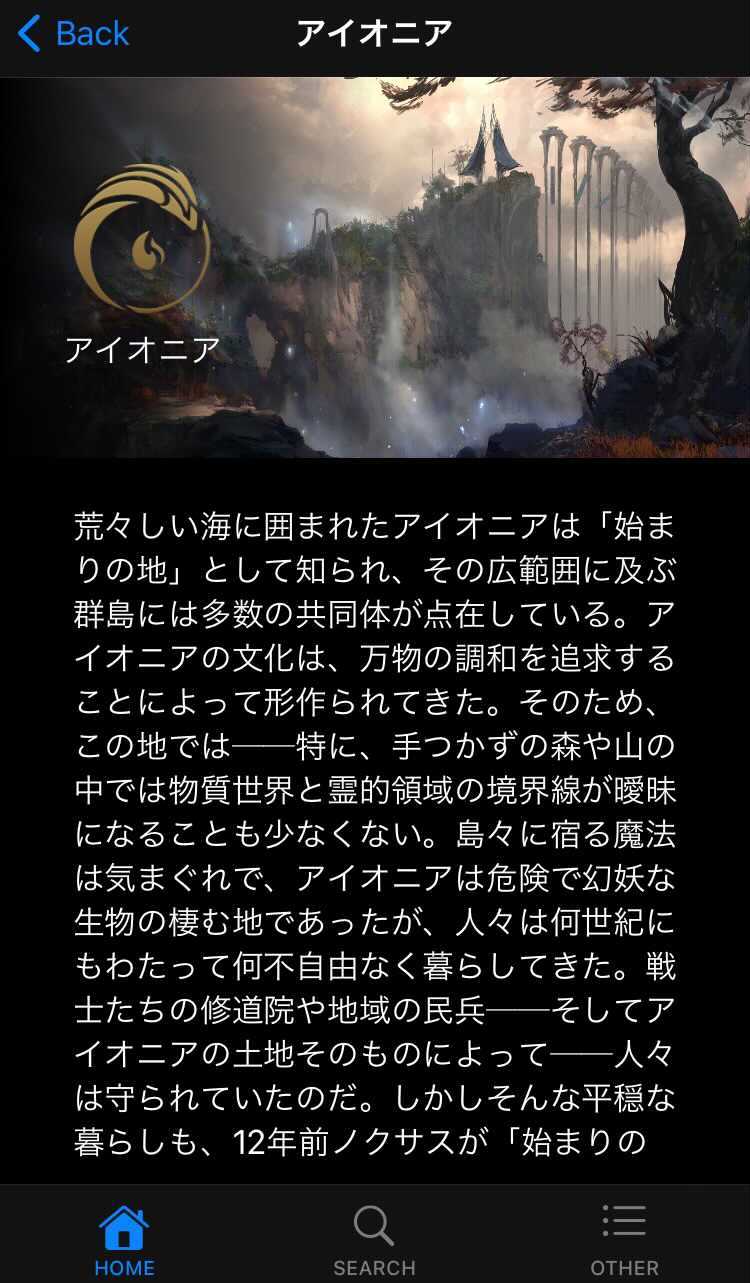 Back
アイオニア
アイオニア
荒々しい海に囲まれたアイオニアは「始ま
りの地」として知られ、その広範囲に及ぶ
群島には多数の共同体が点在している。ア
イオニアの文化は、万物の調和を追求する
ことによって形作られてきた。そのため、
この地では──特に、手つかずの森や山の
中では物質世界と霊的領域の境界線が曖昧
になることも少なくない。島々に宿る魔法
は気まぐれで、アイオニアは危険で幻妖な
生物の棲む地であったが、人々は何世紀に
もわたって何不自由なく暮らしてきた。戦
士たちの修道院や地域の民兵──そしてア
イオニアの土地そのものによって──人々
は守られていたのだ。しかしそんな平穏な
暮らしも、12年前ノクサスが「始まりの
HOME
SEARCH
OTHER